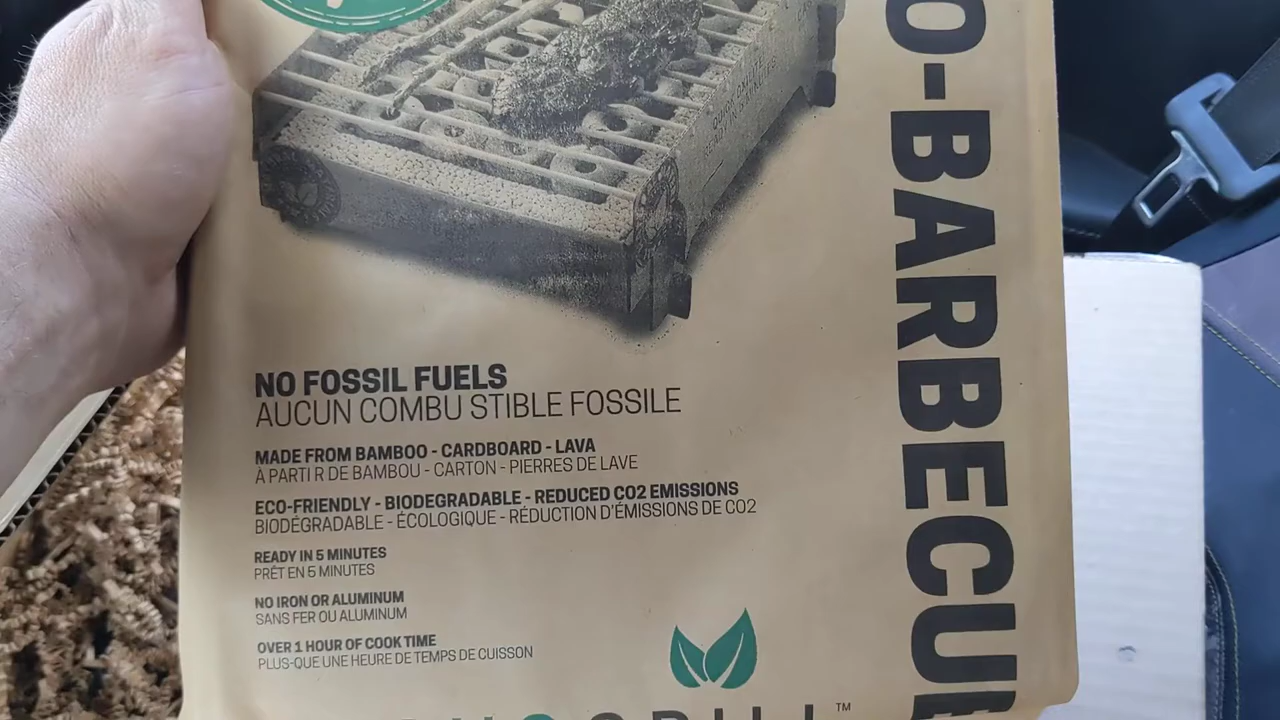 NO FOSSIL FUELS
AUCUN COMBU STIBLE FOSSILE
MADE FROM BAMBOO - CARDBOARD - LAVA
À PARTI R DE BAMBOU - CARTON - PIERRES DE LAVE
ECO-FRIENDLY - BIODEGRADABLE - REDUCED CO2 EMISSIONS
BIODÉGRADABLE - ÉCOLOGIQUE - RÉDUCTION D'ÉMISSIONS DE CO2
READY IN 5 MINUTES
PRÊT EN 5 MINUTES
NO IRON OR ALUMINUM
SANS FER OU ALUMINUM
OVER 1 HOUR OF COOK TIME
PLUS-QUE UNE HEURE DE TEMPS DE CUISSON
O-BARBECUE
GRILL™